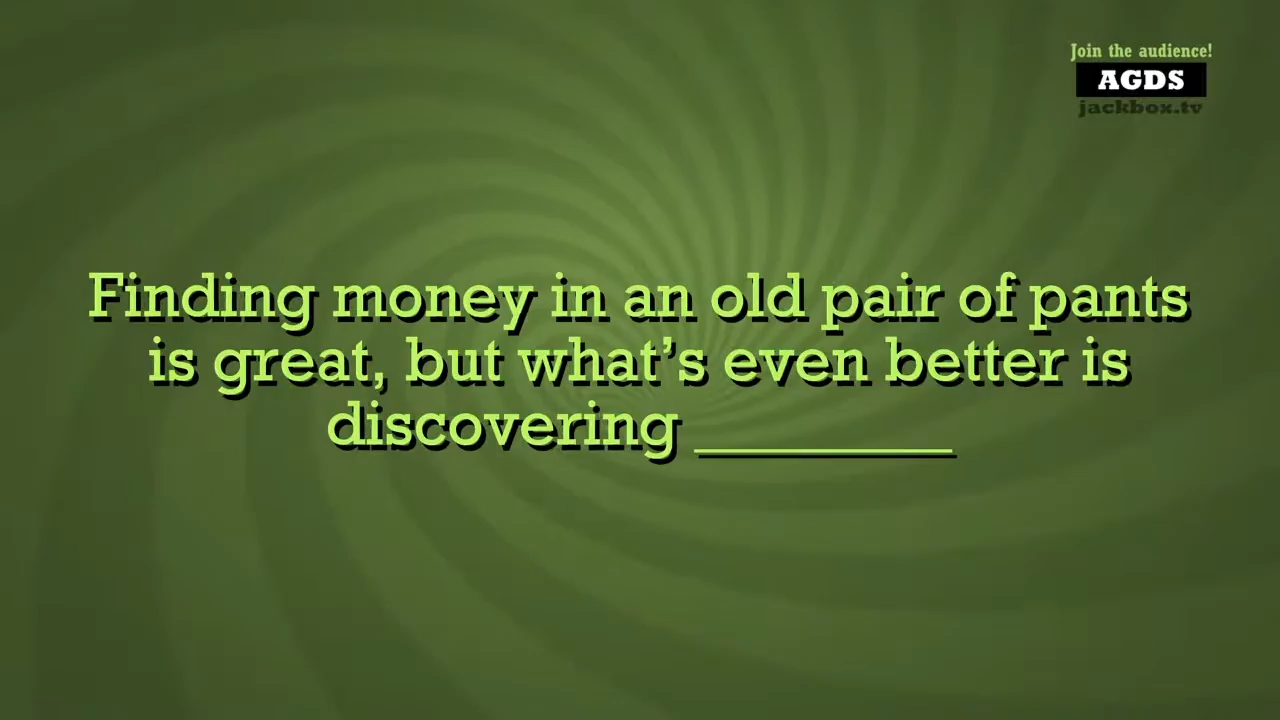 Join the audience!
AGDS
jackbox.tv
Finding money in an old pair of pants
is great, but what’s even better is
discovering ________